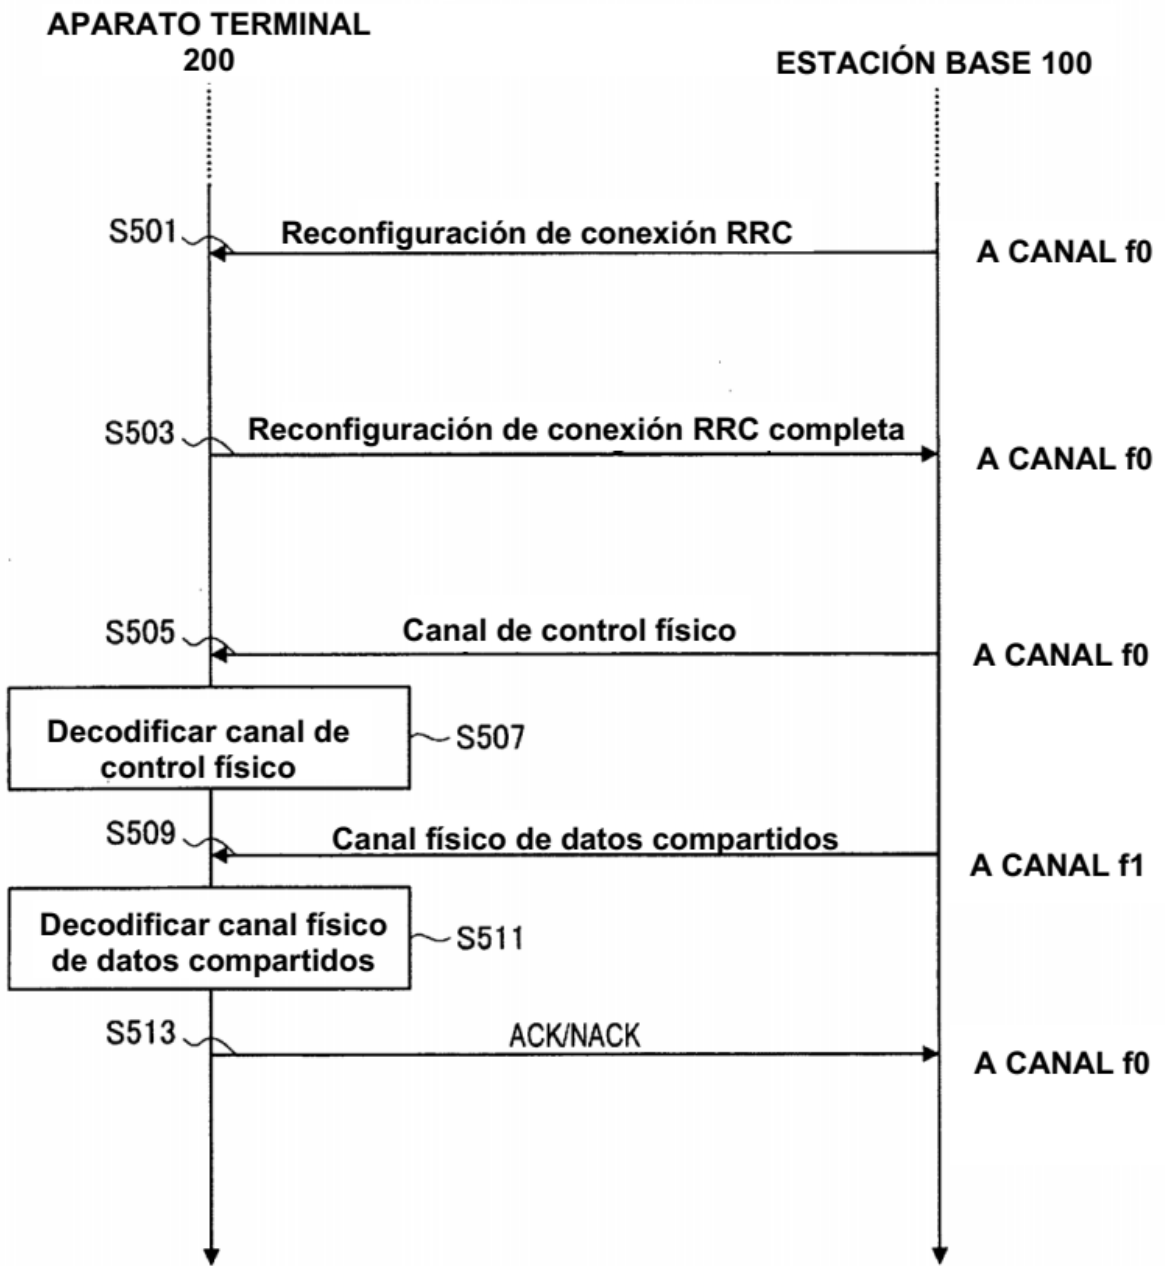 APARATO TERMINAL
200
ESTACIÓN BASE 100
S501
Reconfiguración de conexión RRC
A CANAL f0
S503
Reconfiguración de conexión RRC completa
A CANAL f0
S505
Canal de control físico
A CANAL f0
Decodificar canal de
control físico
S507
S509
Canal físico de datos compartidos
A CANAL f1
Decodificar canal físico
de datos compartidos
S511
S513
ACK/NACK
A CANAL f0